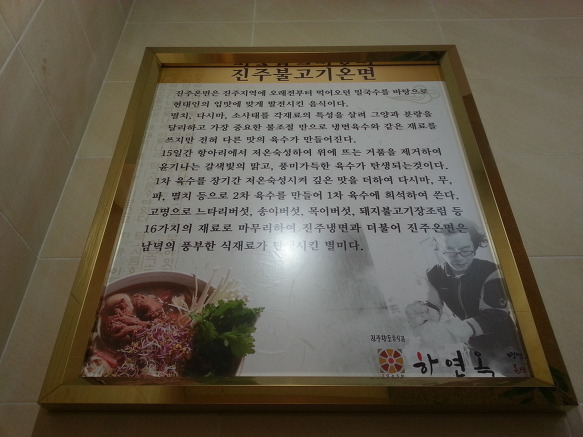 진주불고기온면
진주온면은 진주지역에 오래전부터 먹어오던 밀국수를 바탕으로
현대인의 입맛에 맞게 발전시킨 음식이다.
멸치, 다시마, 소사태를 각재료의 특성을 살려 그양과 분량을
달리하고 가장 중요한 불조절 만으로 냉면육수와 같은 재료를
쓰지만 전혀 다른 맛의 육수가 만들어진다.
15일간 항아리에서 저온숙성하여 위에 뜨는 거품을 제거하여
윤기나는 갈색빛의 맑고, 풍미가득한 육수가 탄생되는것이다.
1차 육수를 장기간 저온숙성시켜 깊은 맛을 더하여 다시마, 무,
파, 멸치 등으로 2차 육수를 만들어 1차 육수에 희석하여 쓴다.
고명으로 느타리버섯, 송이버섯, 목이버섯, 돼지불고기장조림 등
16가지의 재료로 마무리하여 진주냉면과 더불어 진주온면은
남녘의 풍부한 식재료가 탄생시킨 별미다.
하연옥